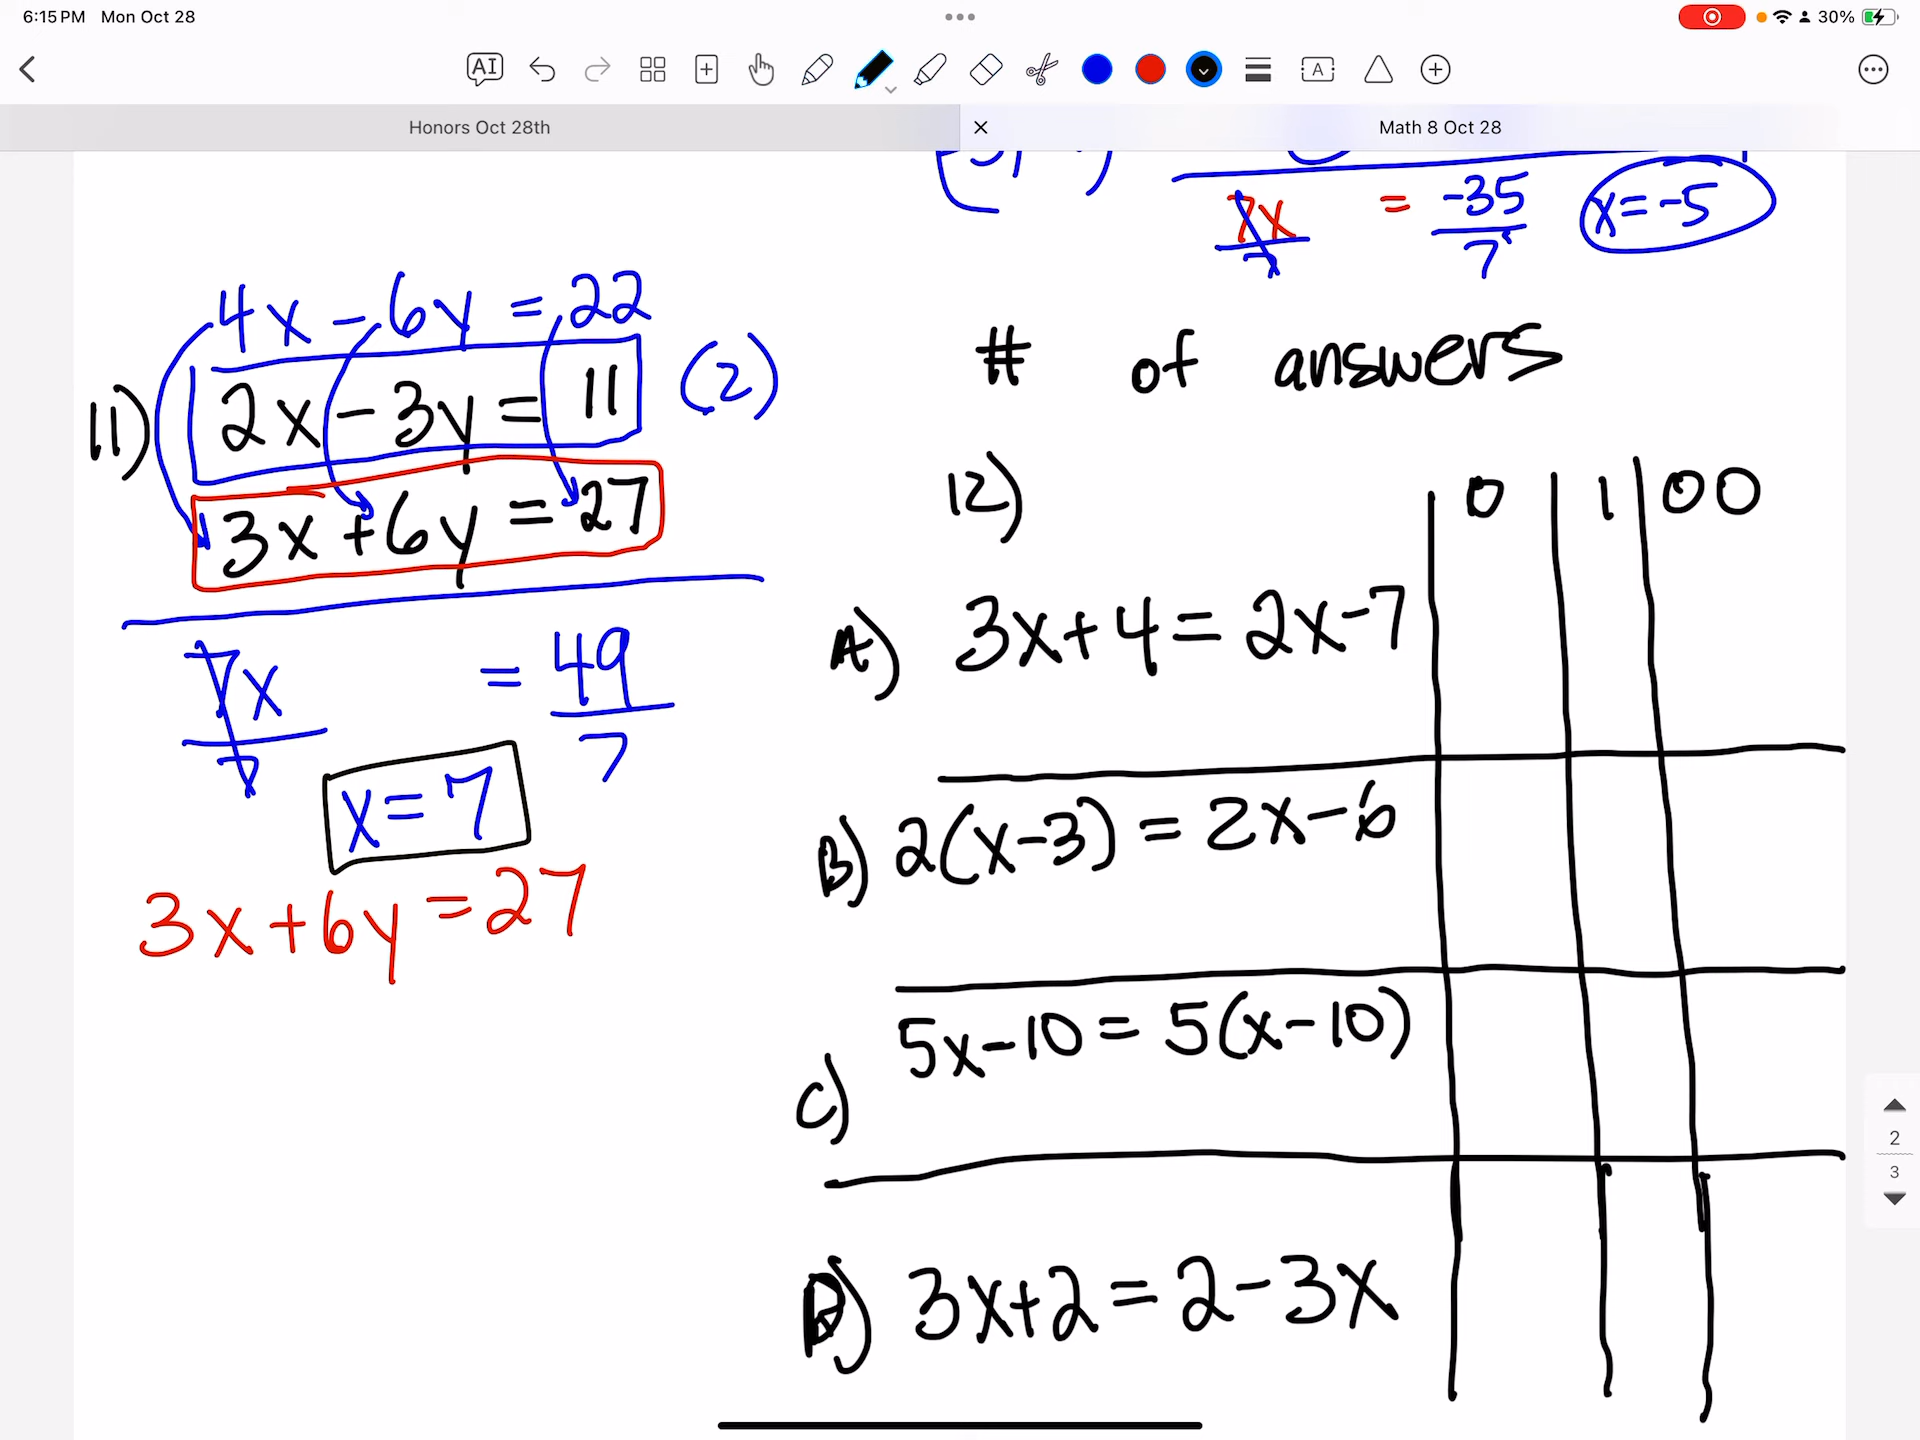 6:15 PM Mon Oct 28
30%
AI
A
Honors Oct 28th
Math 8 Oct 28
7x = -35 x = -5
7 7
11)
4x - 6y = 22
2x - 3y = 11 (2)
3x + 6y = 27
7x = 49
7 7
x = 7
3x + 6y = 27
# of answers
12) 0 1 00
A) 3x + 4 = 2x - 7
B) 2(x - 3) = 2x - 6
C) 5x - 10 = 5(x - 10)
D) 3x + 2 = 2 - 3x
2
3